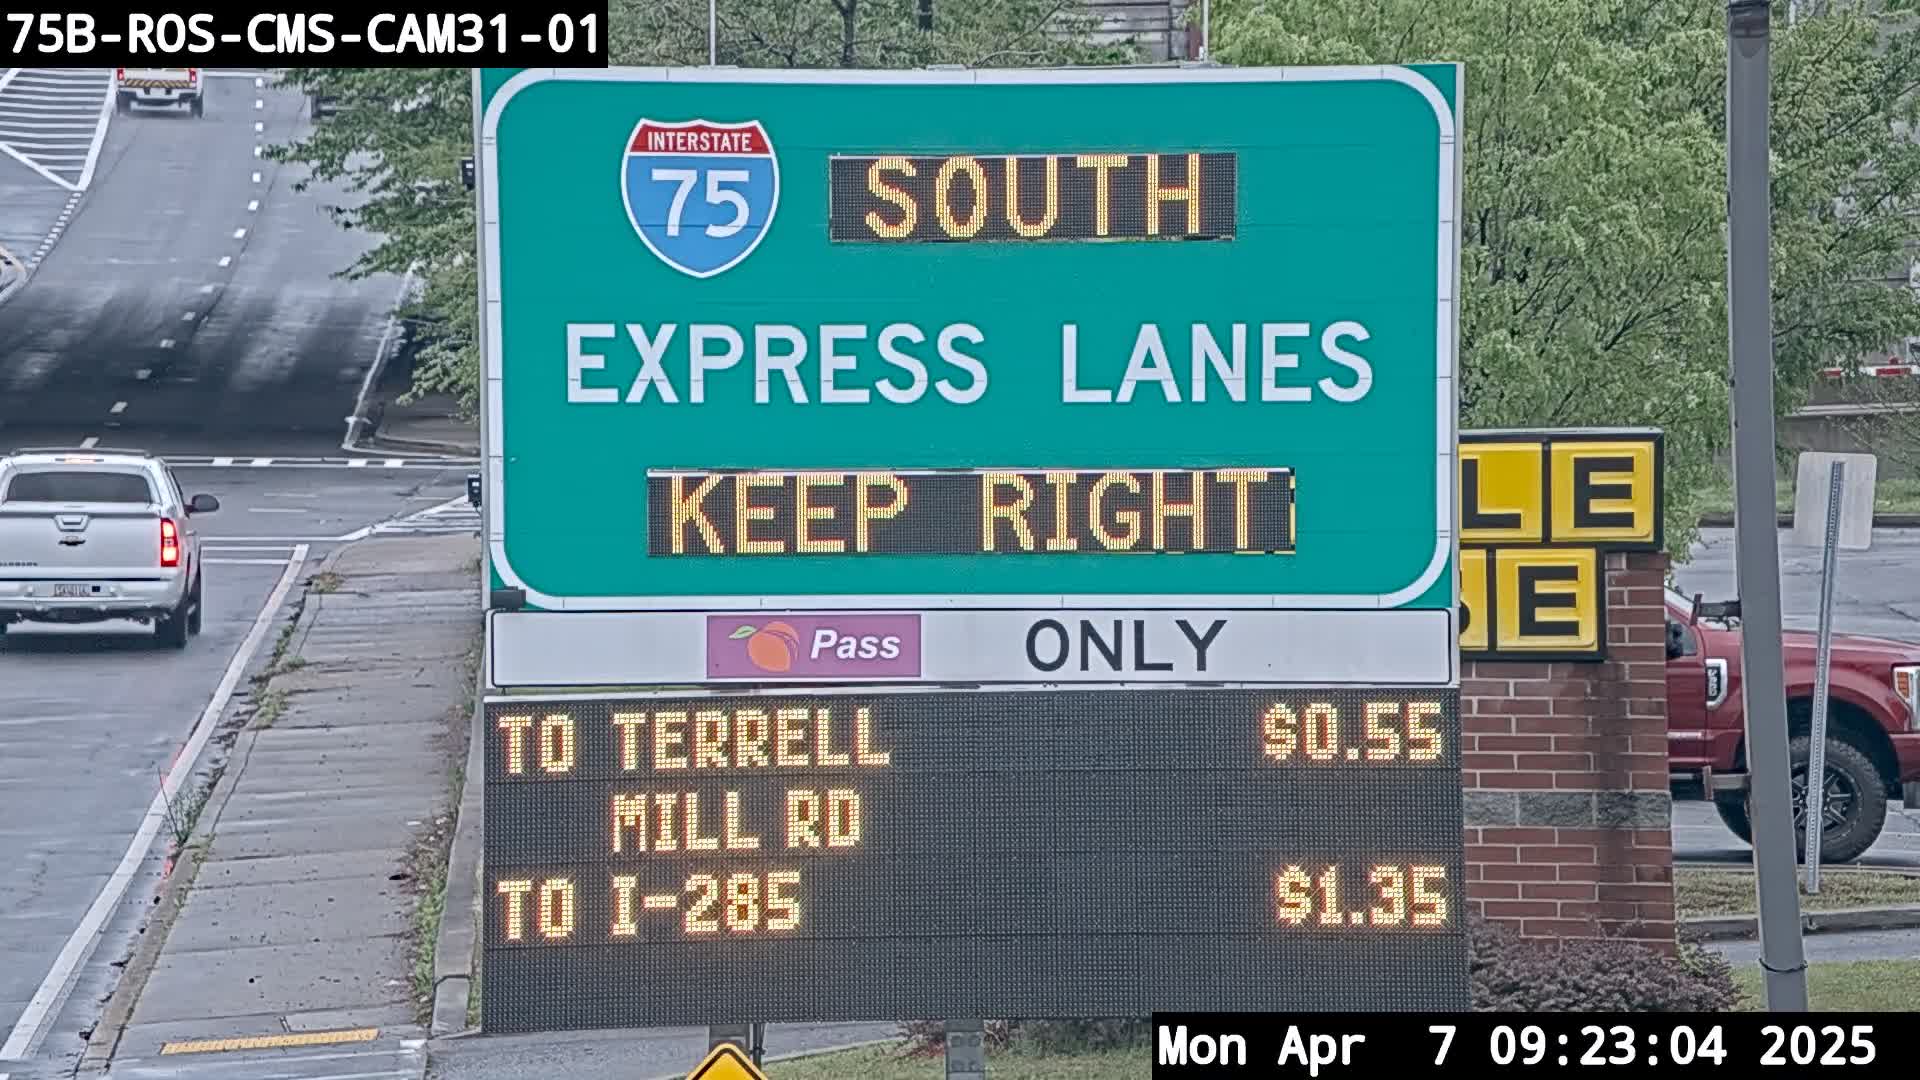 75B-ROS-CMS-CAM31-01
INTERSTATE
75
SOUTH
EXPRESS LANES
KEEP RIGHT
LE
E
Pass ONLY
TO TERRELL $0.55
MILL RD
TO I-285 $1.35
Mon Apr 7 09:23:04 2025